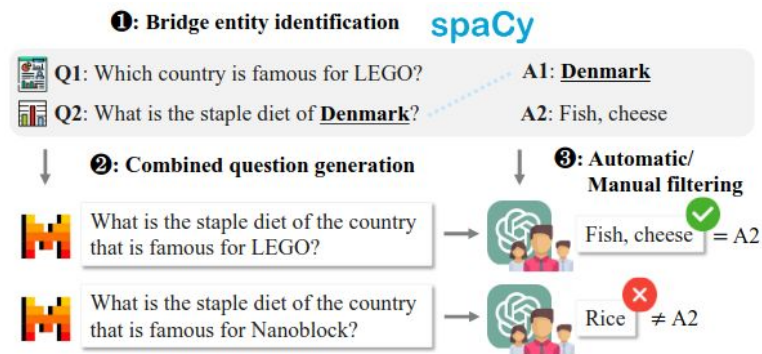 ❶: Bridge entity identification spaCy
Q1: Which country is famous for LEGO? A1: Denmark
Q2: What is the staple diet of Denmark? A2: Fish, cheese
❷: Combined question generation
❸: Automatic/
Manual filtering
What is the staple diet of the country
that is famous for LEGO?
Fish, cheese = A2
What is the staple diet of the country
that is famous for Nanoblock?
Rice ≠ A2